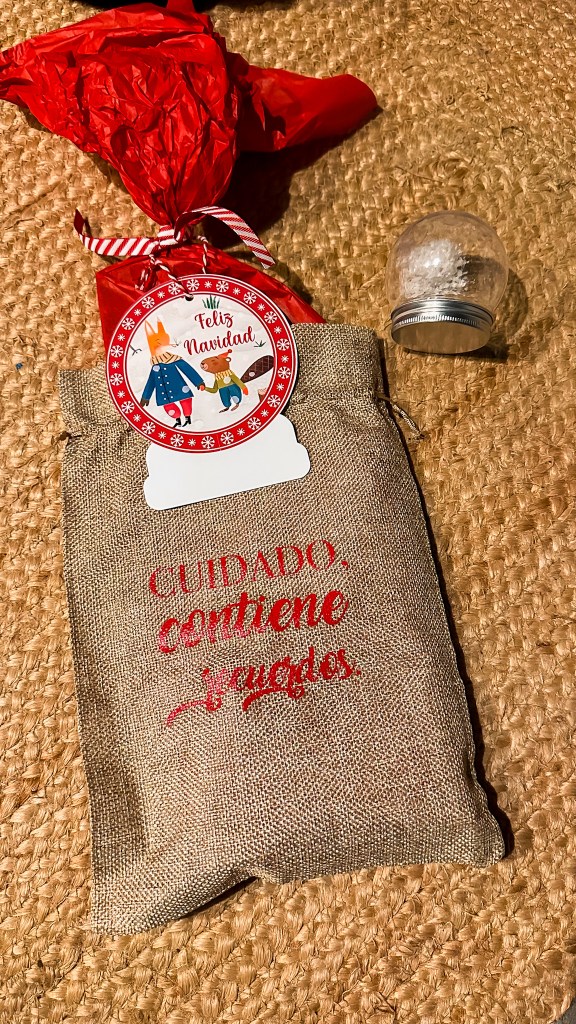 Feliz
Navidad
CUIDADO,
contiene
recuerdos.